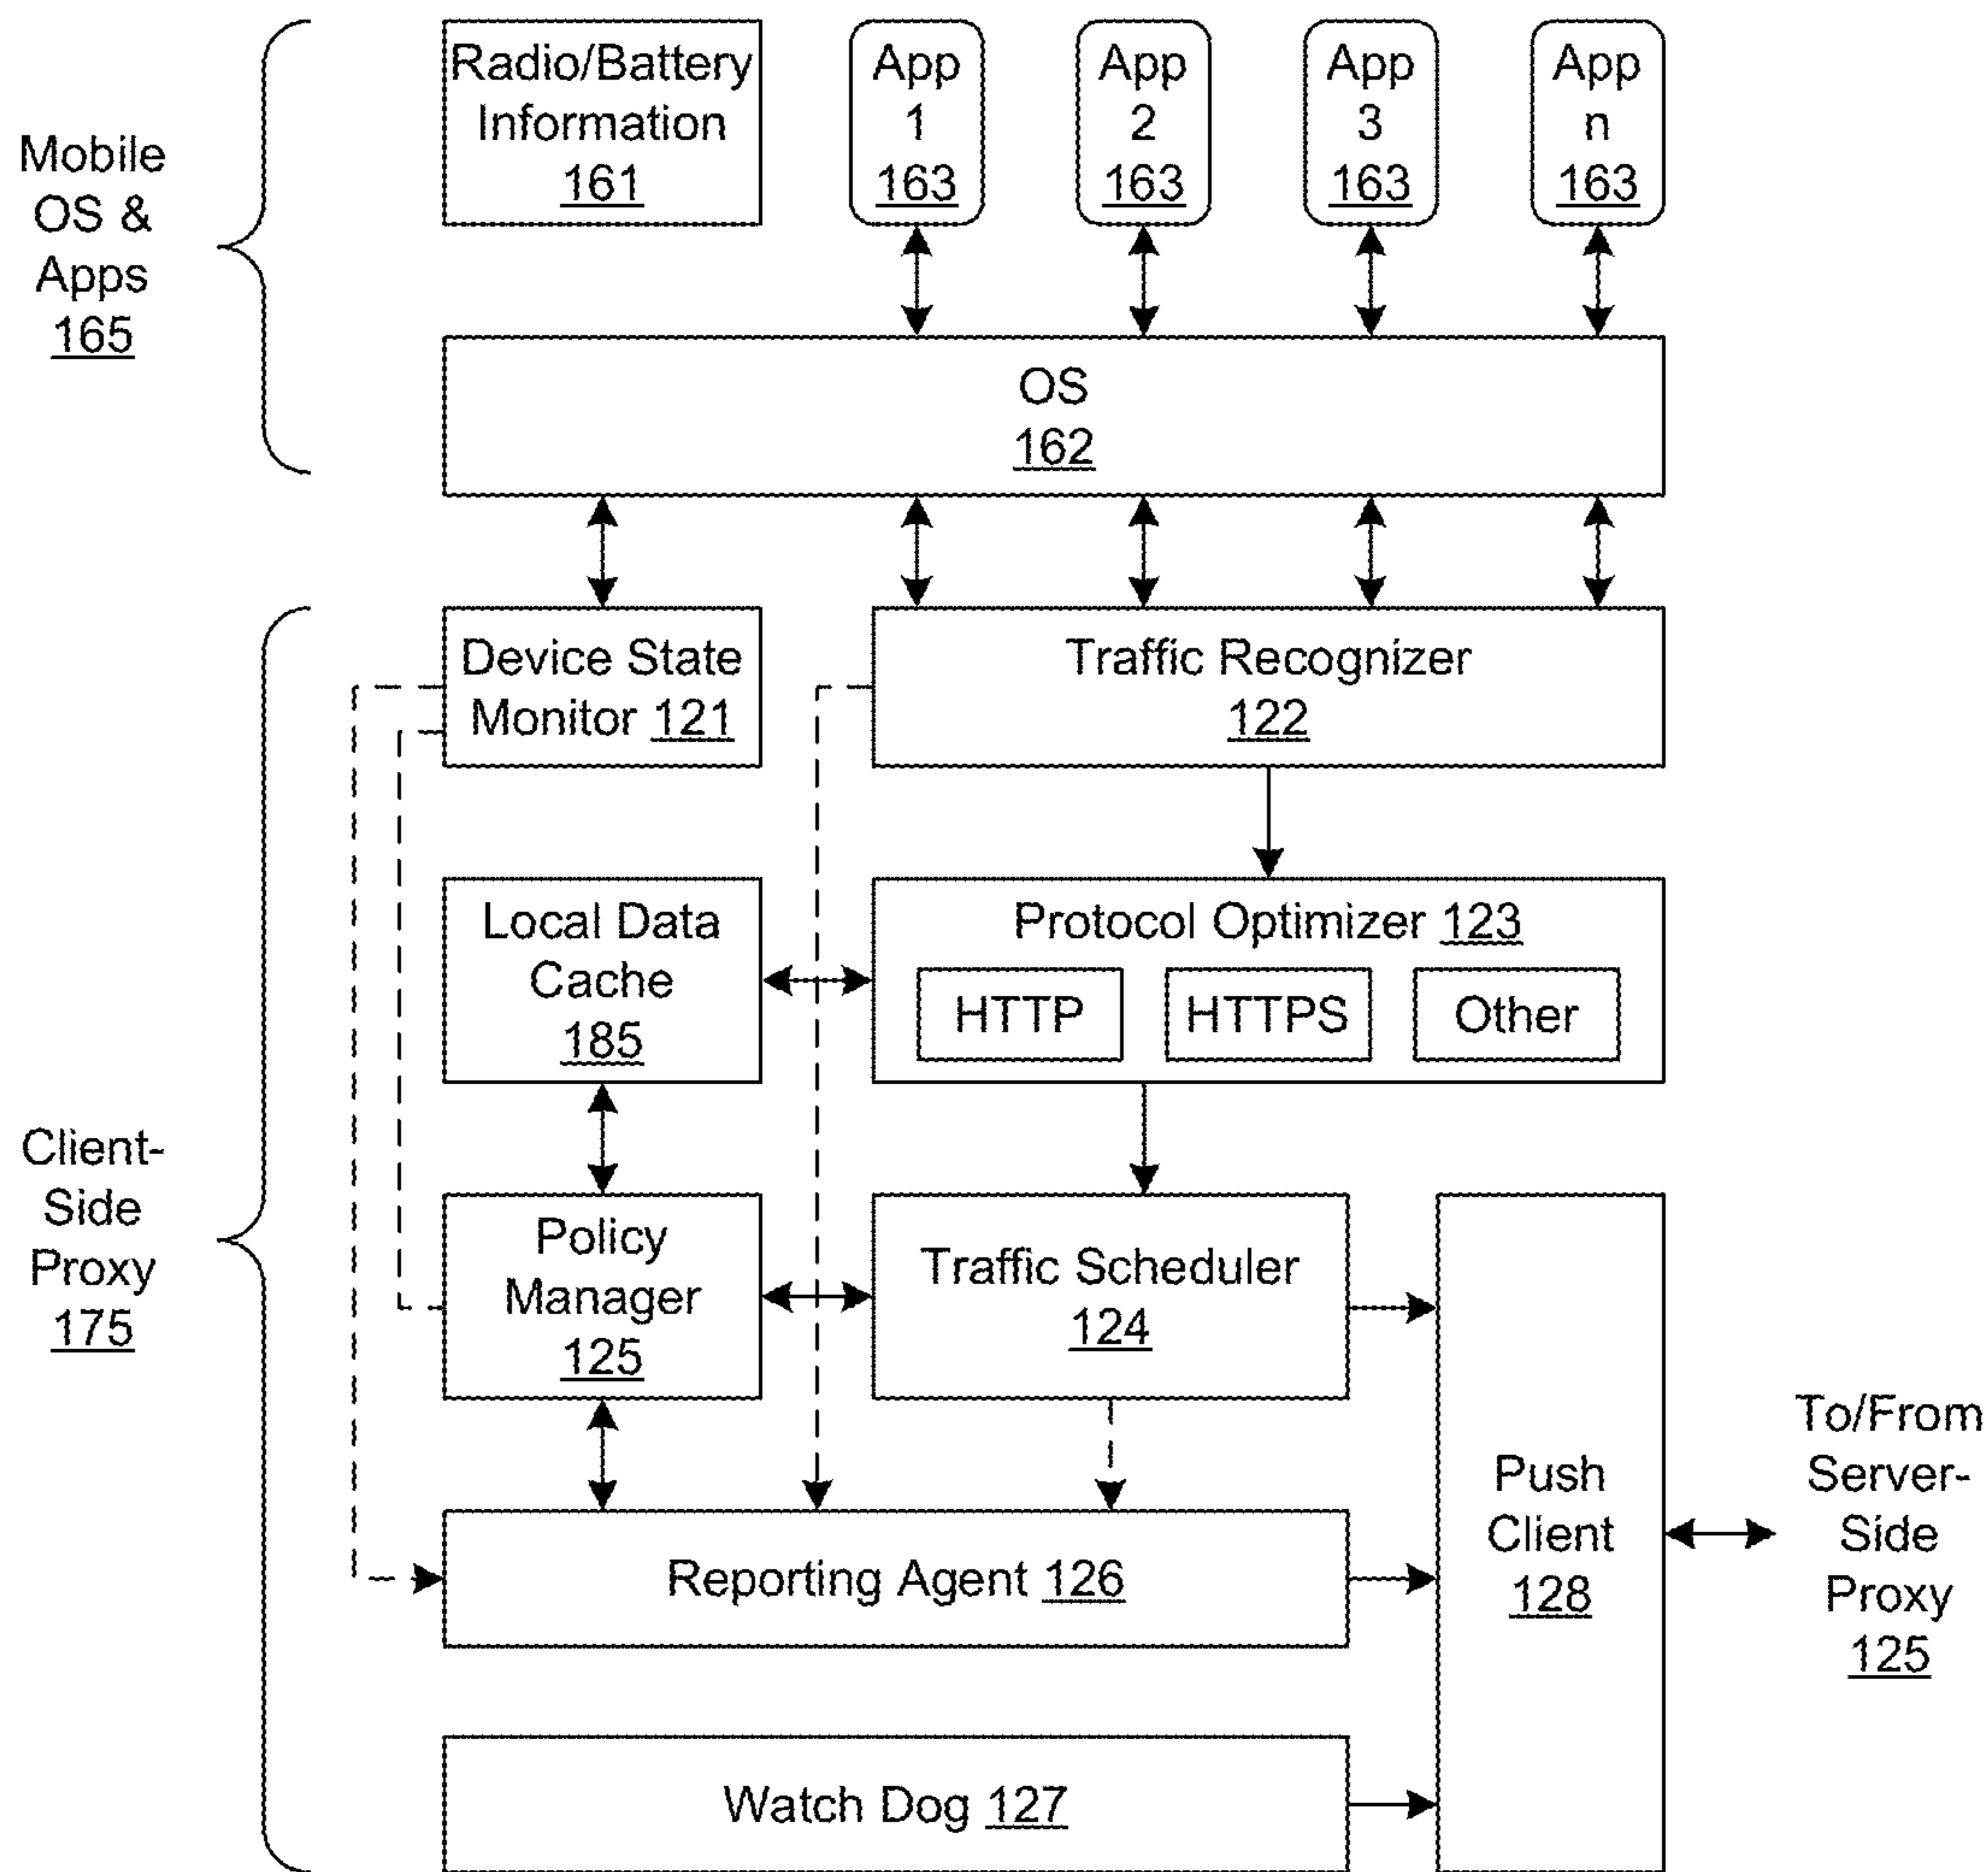 Mobile
OS &
Apps
165
Radio/Battery
Information
161
App
1
163
App
2
163
App
3
163
App
n
163
OS
162
Client-
Side
Proxy
175
Device State
Monitor 121
Traffic Recognizer
122
Local Data
Cache
185
Protocol Optimizer 123
HTTP
HTTPS
Other
Policy
Manager
125
Traffic Scheduler
124
Reporting Agent 126
Watch Dog 127
Push
Client
128
To/From
Server-
Side
Proxy
125